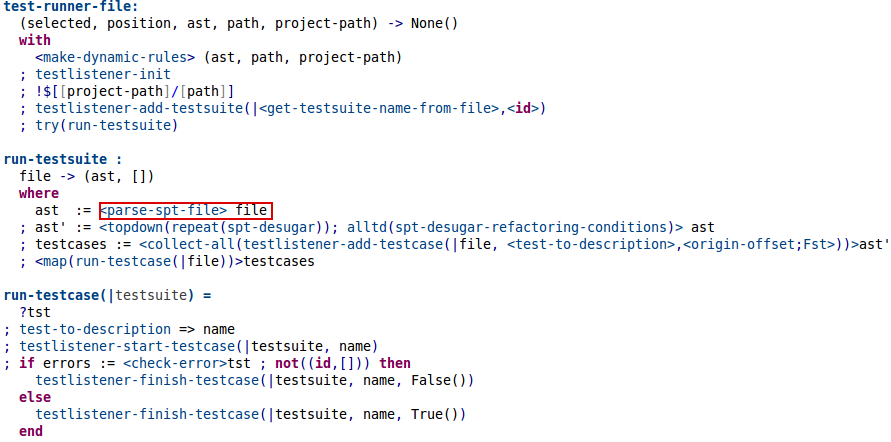 test-runner-file:
  (selected, position, ast, path, project-path) -> None()
  with
    <make-dynamic-rules> (ast, path, project-path)
  ; testlistener-init
  ; !$[[project-path]/[path]]
  ; testlistener-add-testsuite(|<get-testsuite-name-from-file>,<id>)
  ; try(run-testsuite)

run-testsuite :
  file -> (ast, [])
  where
    ast  := <parse-spt-file> file
  ; ast' := <topdown(repeat(spt-desugar)); alltd(spt-desugar-refactoring-conditions)> ast
  ; testcases := <collect-all(testlistener-add-testcase(|file, <test-to-description>,<origin-offset;Fst>))>ast'
  ; <map(run-testcase(|file))>testcases

run-testcase(|testsuite) =
  ?tst
; test-to-description => name
; testlistener-start-testcase(|testsuite, name)
; if errors := <check-error>tst ; not((id,[])) then
    testlistener-finish-testcase(|testsuite, name, False())
  else
    testlistener-finish-testcase(|testsuite, name, True())
  end